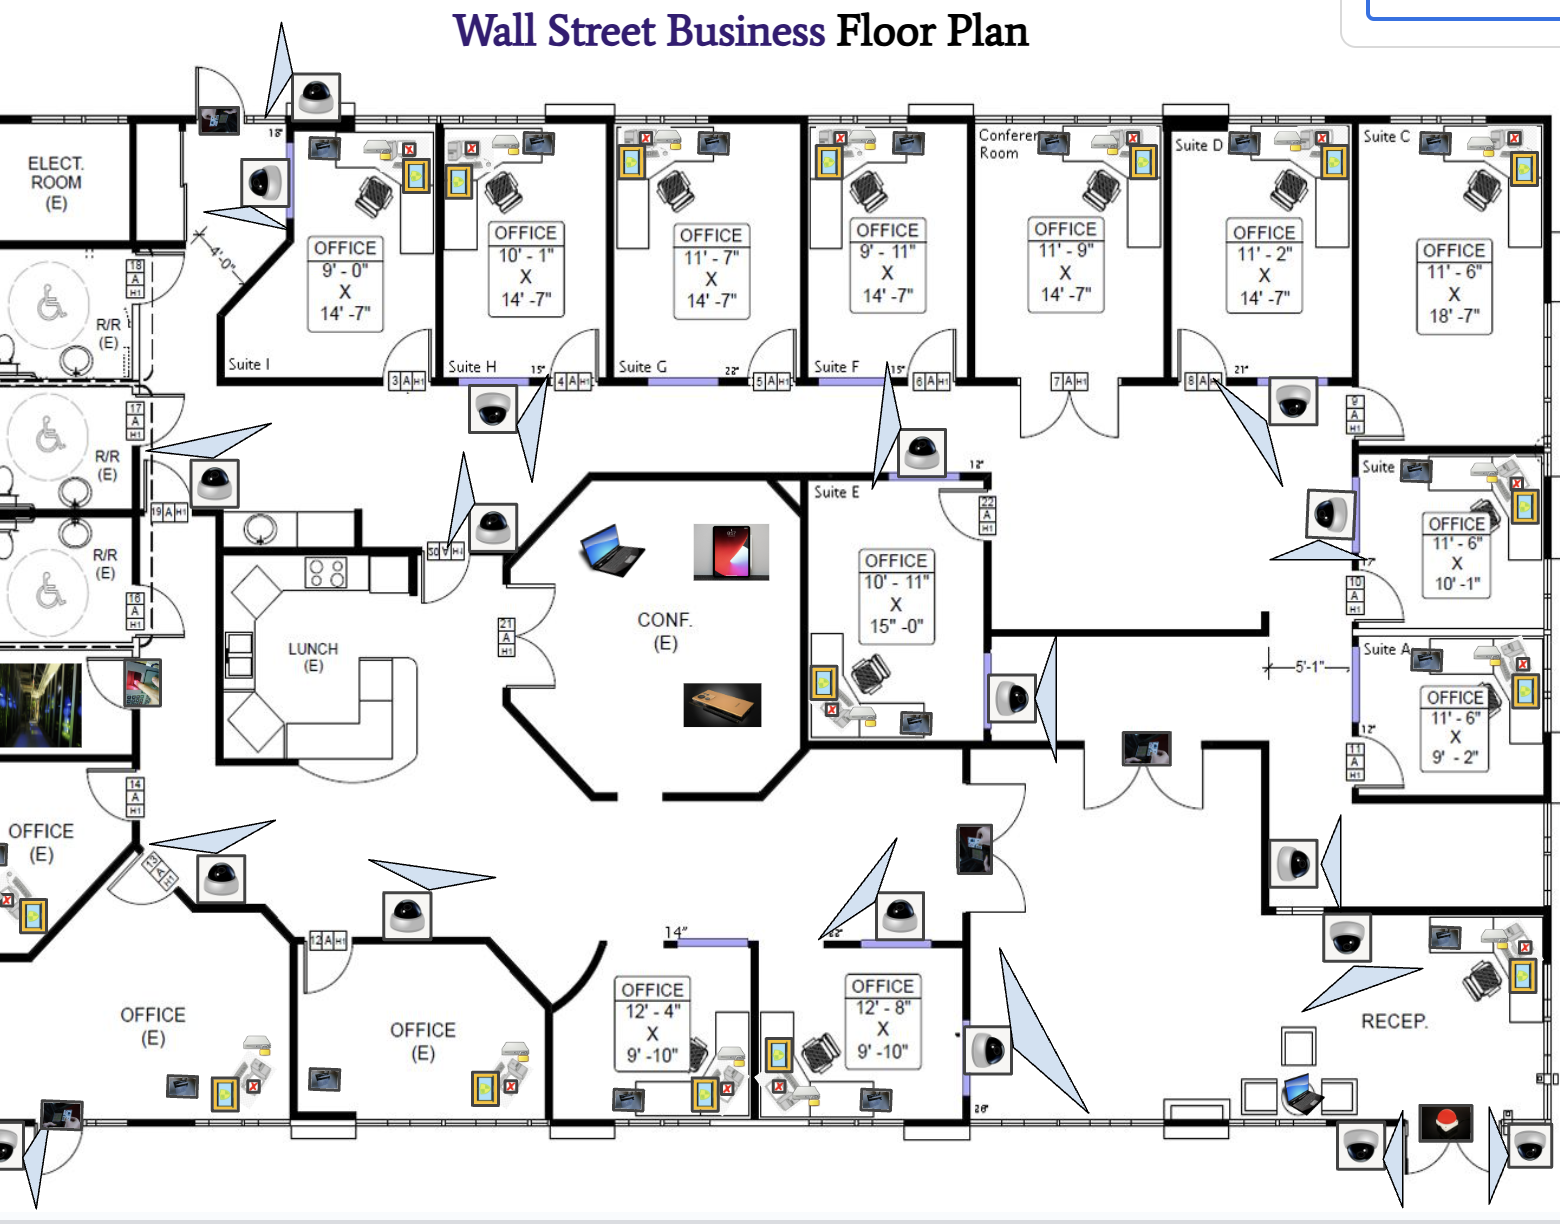 Wall Street Business Floor Plan
ELECT.
ROOM
(E)
18"
4'-0"
OFFICE
9' - 0"
X
14' -7"
Suite I
OFFICE
10' - 1"
X
14' -7"
Suite H
15"
OFFICE
11' - 7"
X
14' -7"
Suite G
22"
OFFICE
9' - 11"
X
14' -7"
Suite F
15"
Conferen
Room
OFFICE
11' - 9"
X
14' -7"
Suite D
OFFICE
11' - 2"
X
14' -7"
21"
Suite C
OFFICE
11' - 6"
X
18' -7"
3 A H1
4 A H1
5 A H1
6 A H1
7 A H1
8 A
9
A
H1
18
A
H1
R/R
(E)
17
A
H1
R/R
(E)
19 A H1
R/R
(E)
16
A
H1
20 A H1
LUNCH
(E)
21
A
H1
CONF.
(E)
Suite E
12"
22
A
H1
OFFICE
10' - 11"
X
15" -0"
Suite
OFFICE
11' - 6"
X
10' -1"
17"
10
A
H1
Suite A
OFFICE
11' - 6"
X
9' - 2"
5'-1"
12"
11
A
H1
14
A
H1
OFFICE
(E)
13 A H1
12 A H1
14"
OFFICE
(E)
OFFICE
(E)
OFFICE
12' - 4"
X
9' -10"
OFFICE
12' - 8"
X
9' -10"
RECEP.